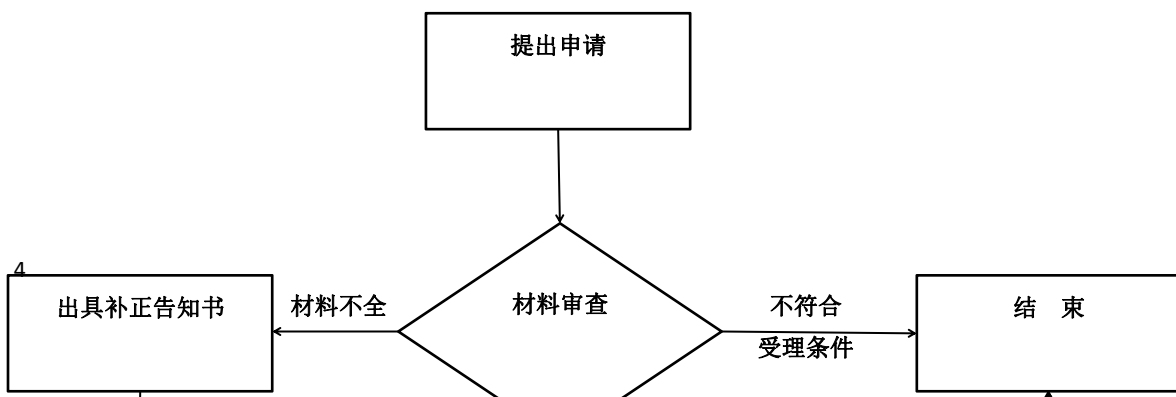 提出申请
4
出具补正告知书
材料不全
材料审查
不符合
受理条件
结 束